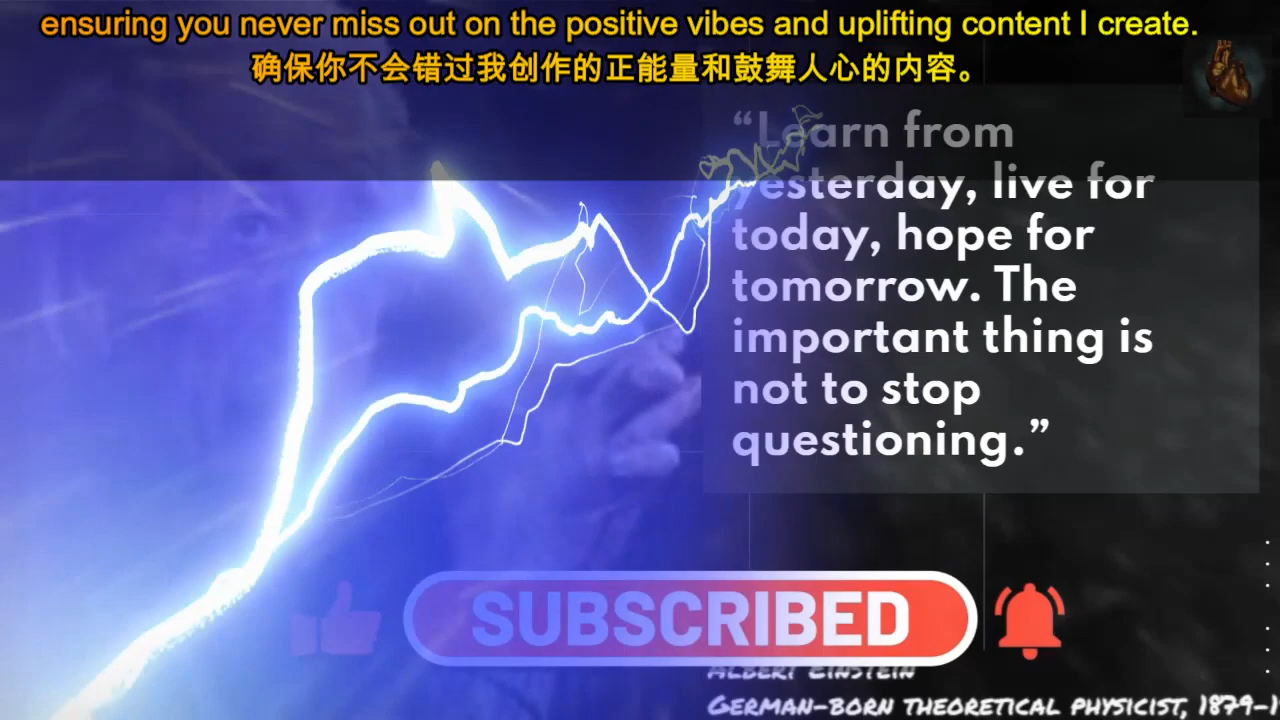 ensuring you never miss out on the positive vibes and uplifting content I create.
确保你不会错过我创作的正能量和鼓舞人心的内容。
“Learn from
yesterday, live for
today, hope for
tomorrow. The
important thing is
not to stop
questioning.”
SUBSCRIBED
ALBERT EINSTEIN
GERMAN-BORN THEORETICAL PHYSICIST, 1879-1